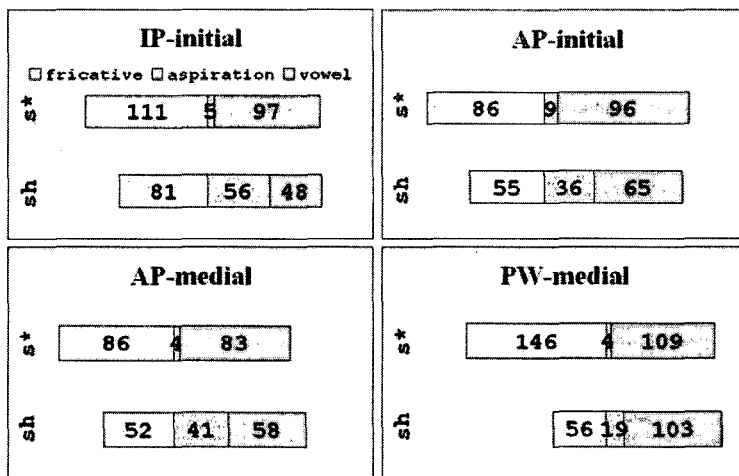 IP-initial
fricative aspiration vowel
s* 111 5 97
sh 81 56 48
AP-initial
s* 86 9 96
sh 55 36 65
AP-medial
s* 86 4 83
sh 52 41 58
PW-medial
s* 146 4 109
sh 56 19 103